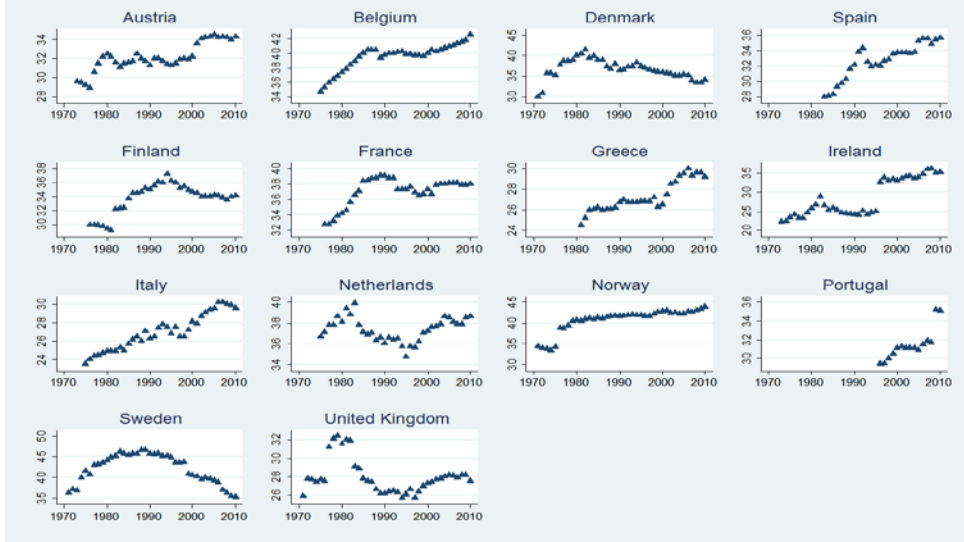 Austria
28 30 32 34
1970 1980 1990 2000 2010
Belgium
34 36 38 40 42
1970 1980 1990 2000 2010
Denmark
30 35 40 45
1970 1980 1990 2000 2010
Spain
28 30 32 34 36
1970 1980 1990 2000 2010
Finland
30 32 34 36 38
1970 1980 1990 2000 2010
France
32 34 36 38 40
1970 1980 1990 2000 2010
Greece
24 26 28 30
1970 1980 1990 2000 2010
Ireland
20 25 30 35
1970 1980 1990 2000 2010
Italy
24 26 28 30
1970 1980 1990 2000 2010
Netherlands
34 36 38 40
1970 1980 1990 2000 2010
Norway
30 35 40 45
1970 1980 1990 2000 2010
Portugal
30 32 34 36
1970 1980 1990 2000 2010
Sweden
35 40 45 50
1970 1980 1990 2000 2010
United Kingdom
26 28 30 32
1970 1980 1990 2000 2010